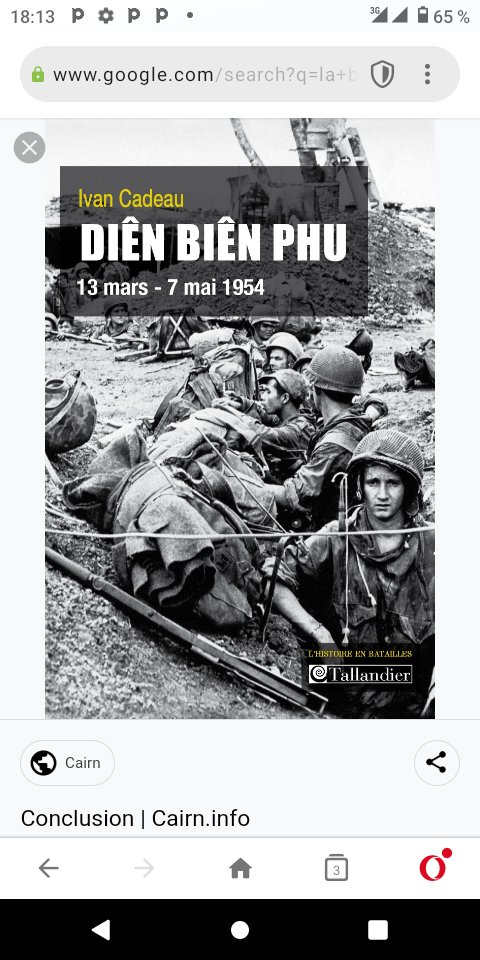 18:13
3G
65 %
www.google.com/search?q=la+b
Ivan Cadeau
DIÊN BIÊN PHU
13 mars - 7 mai 1954
L'HISTOIRE EN BATAILLES
Tallandier
Cairn
Conclusion | Cairn.info
3